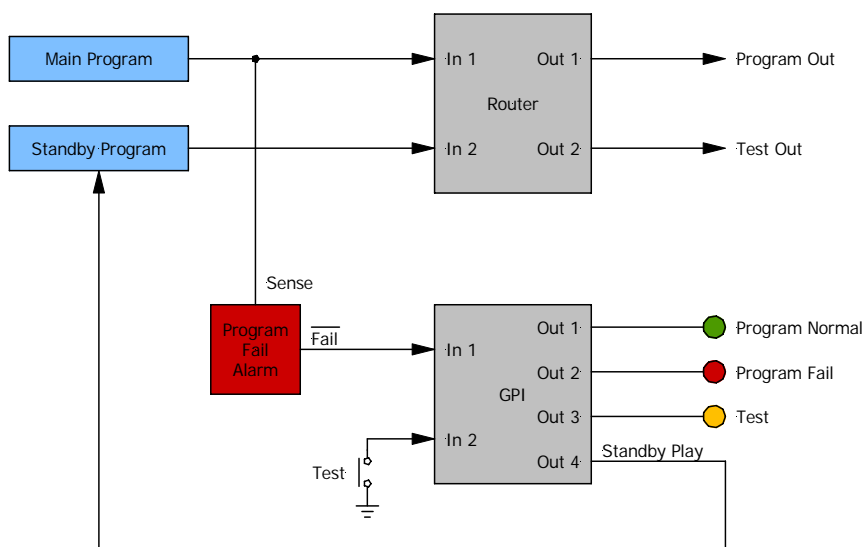 Main Program
In 1
Out 1
Program Out
Router
Standby Program
In 2
Out 2
Test Out
Sense
Program
Fail
Alarm
Fail
In 1
Out 1
Program Normal
Out 2
Program Fail
GPI
Out 3
Test
In 2
Out 4
Standby Play
Test